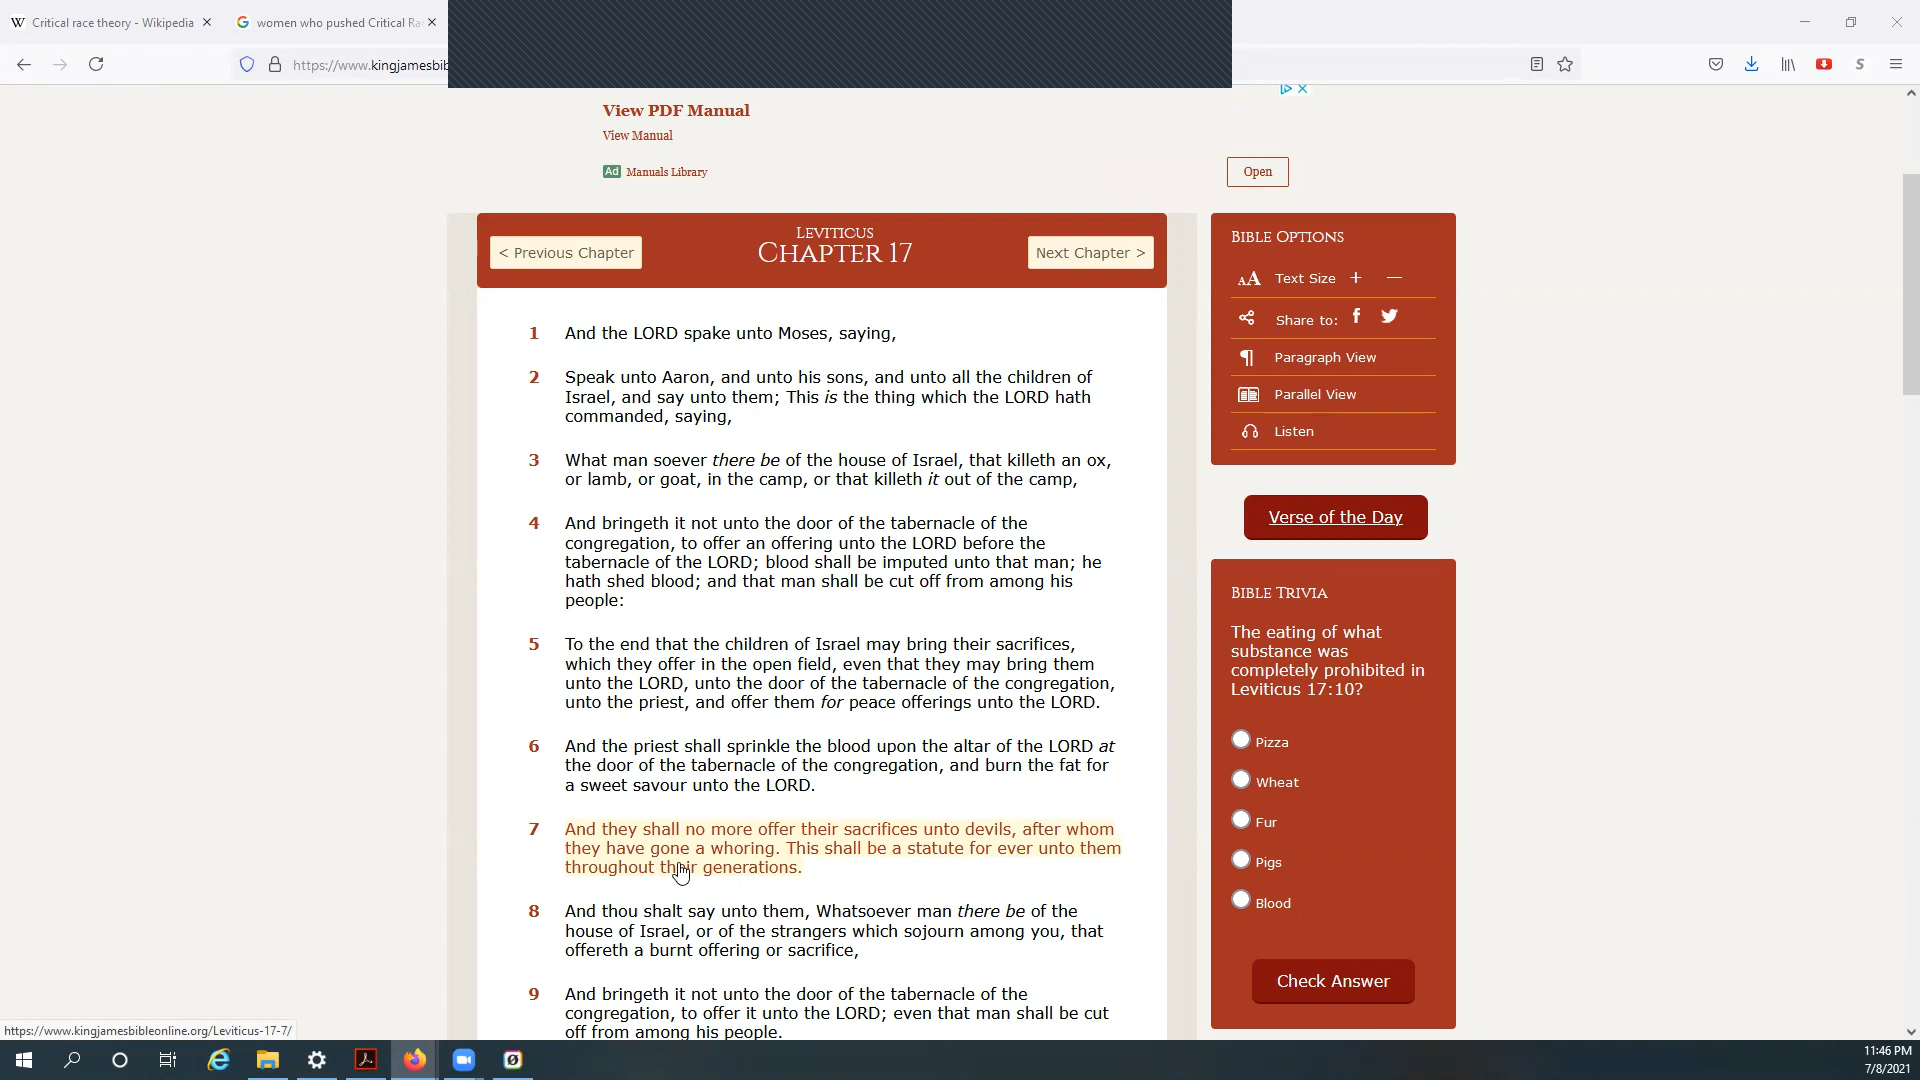 Critical race theory - Wikipedia
women who pushed Critical Ra
https://www.kingjamesbib
View PDF Manual
View Manual
Ad Manuals Library
Open
< Previous Chapter
LEVITICUS
CHAPTER 17
Next Chapter >
1 And the LORD spake unto Moses, saying,
2 Speak unto Aaron, and unto his sons, and unto all the children of
Israel, and say unto them; This is the thing which the LORD hath
commanded, saying,
3 What man soever there be of the house of Israel, that killeth an ox,
or lamb, or goat, in the camp, or that killeth it out of the camp,
4 And bringeth it not unto the door of the tabernacle of the
congregation, to offer an offering unto the LORD before the
tabernacle of the LORD; blood shall be imputed unto that man; he
hath shed blood; and that man shall be cut off from among his
people:
5 To the end that the children of Israel may bring their sacrifices,
which they offer in the open field, even that they may bring them
unto the LORD, unto the door of the tabernacle of the congregation,
unto the priest, and offer them for peace offerings unto the LORD.
6 And the priest shall sprinkle the blood upon the altar of the LORD at
the door of the tabernacle of the congregation, and burn the fat for
a sweet savour unto the LORD.
7 And they shall no more offer their sacrifices unto devils, after whom
they have gone a whoring. This shall be a statute for ever unto them
throughout their generations.
8 And thou shalt say unto them, Whatsoever man there be of the
house of Israel, or of the strangers which sojourn among you, that
offereth a burnt offering or sacrifice,
9 And bringeth it not unto the door of the tabernacle of the
congregation, to offer it unto the LORD; even that man shall be cut
off from among his people.
BIBLE OPTIONS
AA Text Size + —
Share to:
Paragraph View
Parallel View
Listen
Verse of the Day
BIBLE TRIVIA
The eating of what
substance was
completely prohibited in
Leviticus 17:10?
Pizza
Wheat
Fur
Pigs
Blood
Check Answer
https://www.kingjamesbibleonline.org/Leviticus-17-7/
11:46 PM
7/8/2021